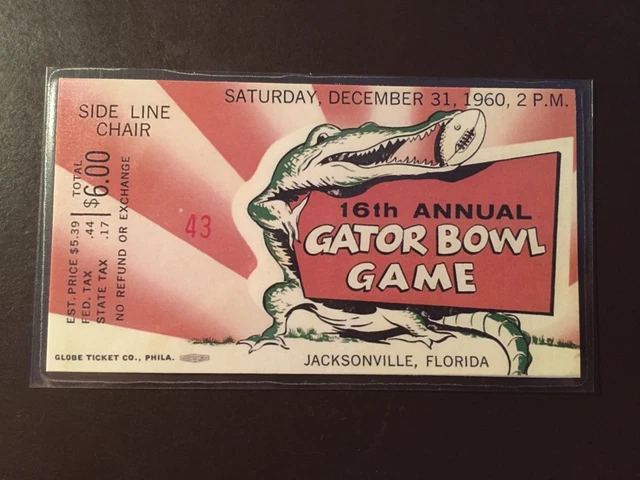 SATURDAY, DECEMBER 31, 1960, 2 P.M.
SIDE LINE
CHAIR
EST. PRICE $5.39
FED. TAX .44
STATE TAX .17
TOTAL
$6.00
NO REFUND OR EXCHANGE
43
16th ANNUAL
GATOR BOWL
GAME
GLOBE TICKET CO., PHILA.
JACKSONVILLE, FLORIDA